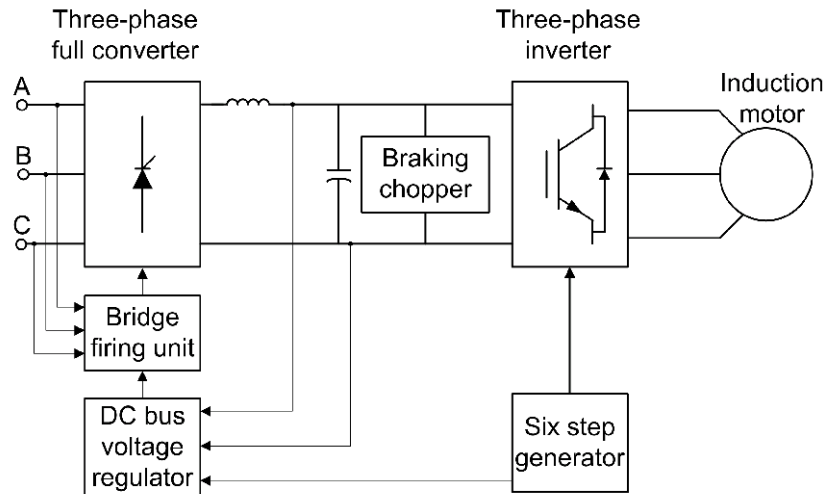 Three-phase
full converter
Three-phase
inverter
Induction
motor
A
B
C
Braking
chopper
Bridge
firing unit
DC bus
voltage
regulator
Six step
generator